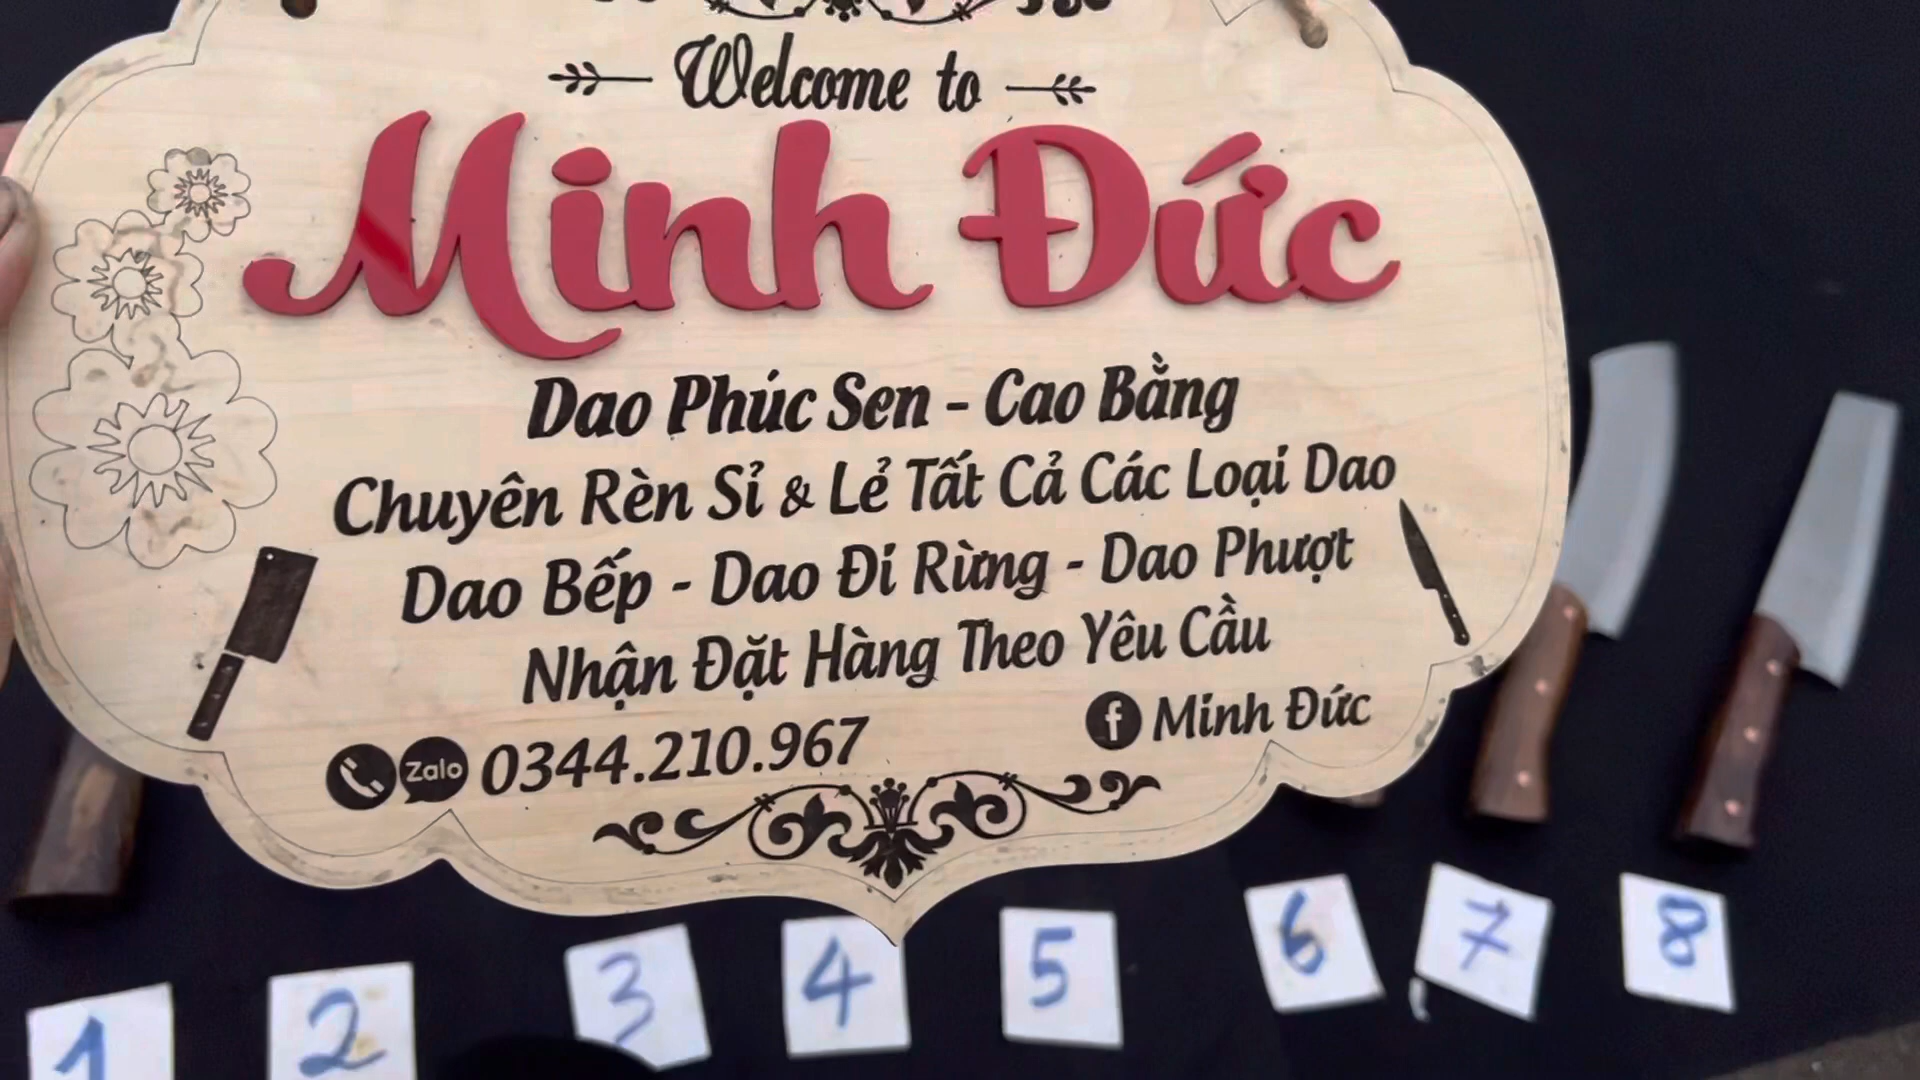 Welcome to
Minh Đức
Dao Phúc Sen - Cao Bằng
Chuyên Rèn Sỉ & Lẻ Tất Cả Các Loại Dao
Dao Bếp - Dao Đi Rừng - Dao Phượt
Nhận Đặt Hàng Theo Yêu Cầu
Zalo 0344.210.967
f Minh Đức
1 2 3 4 5 6 7 8